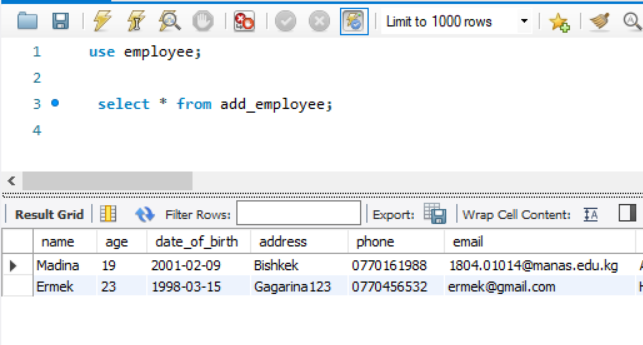 Limit to 1000 rows
1 use employee;
2
3 select * from add_employee;
4
Result Grid Filter Rows: Export: Wrap Cell Content: IA
name age date_of_birth address phone email
Madina 19 2001-02-09 Bishkek 0770161988 1804.01014@manas.edu.kg
Ermek 23 1998-03-15 Gagarina123 0770456532 ermek@gmail.com